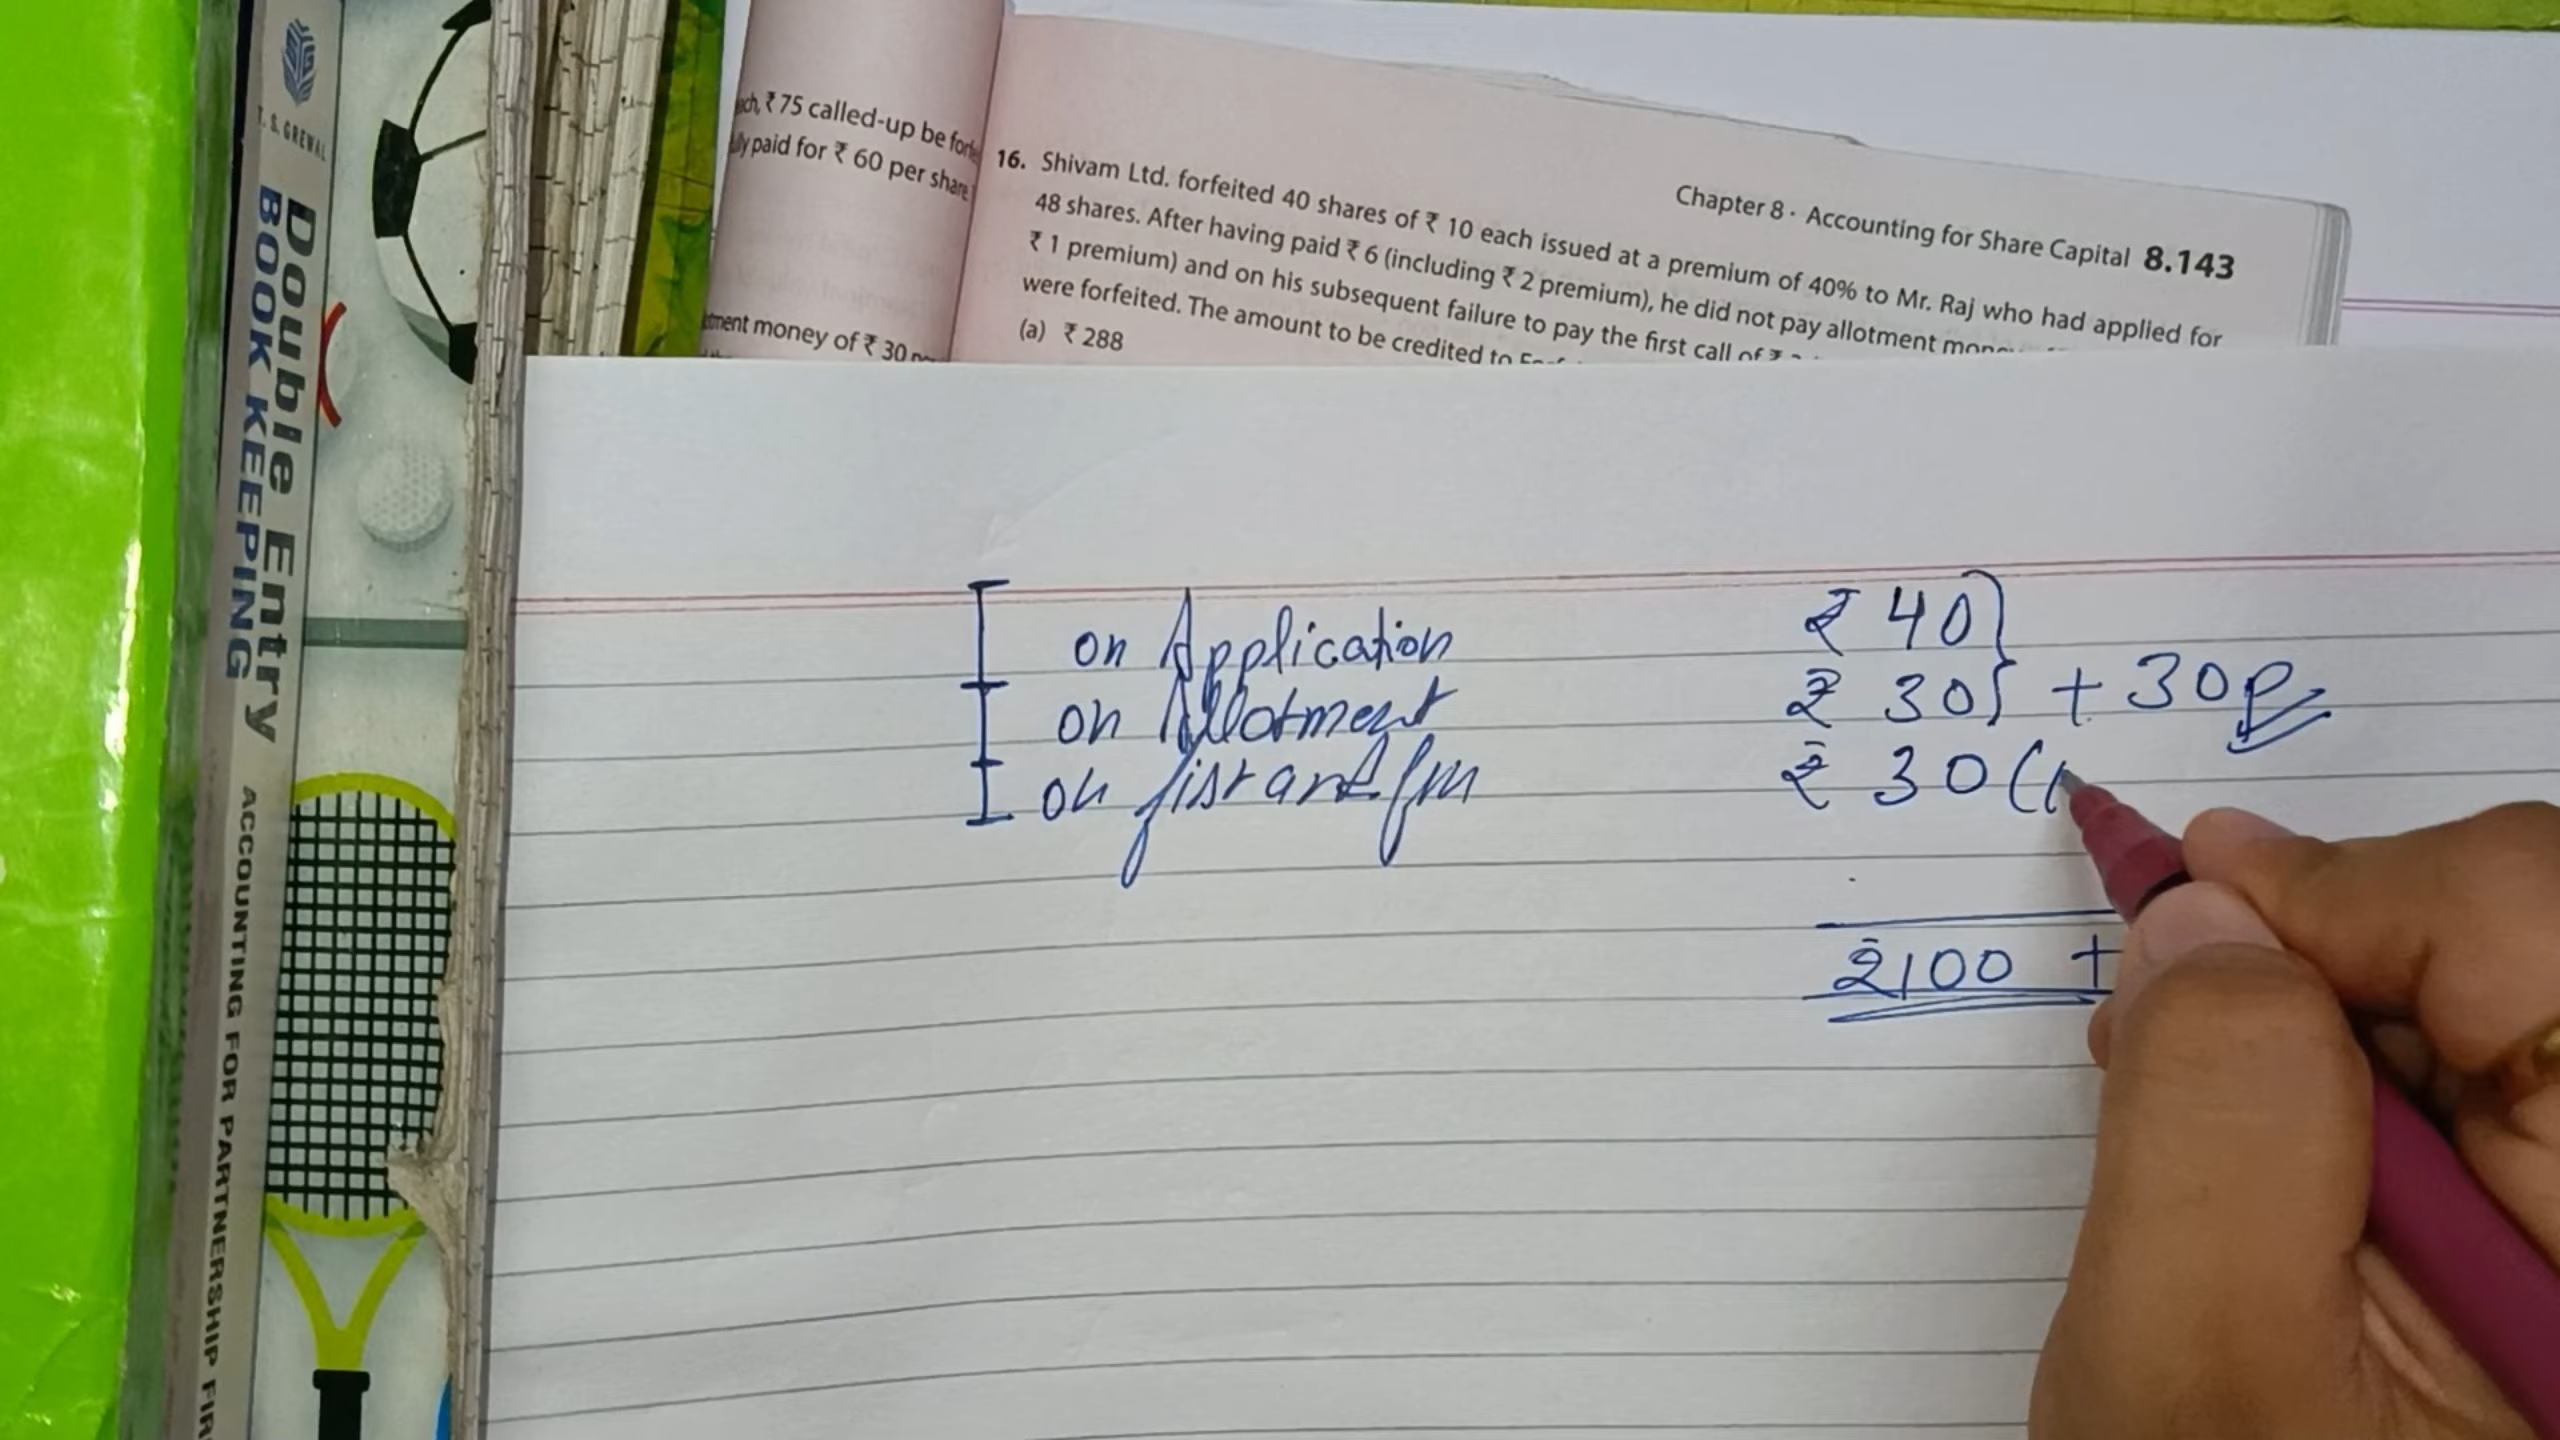 T. S. GREWAL
Double Entry
BOOK KEEPING
ACCOUNTING FOR PARTNERSHIP
ach, ₹ 75 called-up be
paid for ₹ 60 per share
money of ₹ 30
Chapter 8 · Accounting for Share Capital 8.143
16. Shivam Ltd. forfeited 40 shares of ₹ 10 each issued at a premium of 40% to Mr. Raj who had applied for
48 shares. After having paid ₹ 6 (including ₹ 2 premium), he did not pay allotment
₹ 1 premium) and on his subsequent failure to pay the first call of ₹
were forfeited. The amount to be credited to
(a) ₹ 288
on Application ₹ 40}
on Allotment ₹ 30} + 30p
on fist and ₹ 30 (
₹100 +